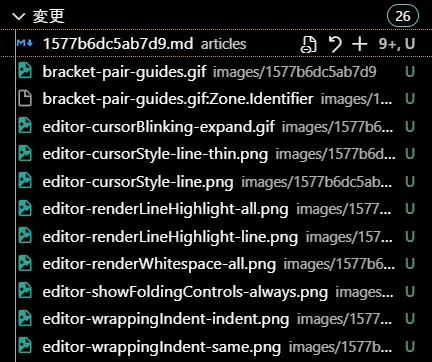 変更 26
1577b6dc5ab7d9.md articles 9+, U
bracket-pair-guides.gif images/1577b6dc5ab7d9 U
bracket-pair-guides.gif:Zone.Identifier images/1... U
editor-cursorBlinking-expand.gif images/1577b6... U
editor-cursorStyle-line-thin.png images/1577b6d... U
editor-cursorStyle-line.png images/1577b6dc5ab... U
editor-renderLineHighlight-all.png images/1577... U
editor-renderLineHighlight-line.png images/157... U
editor-renderWhitespace-all.png images/1577b6... U
editor-showFoldingControls-always.png images... U
editor-wrappingIndent-indent.png images/1577... U
editor-wrappingIndent-same.png images/1577b... U